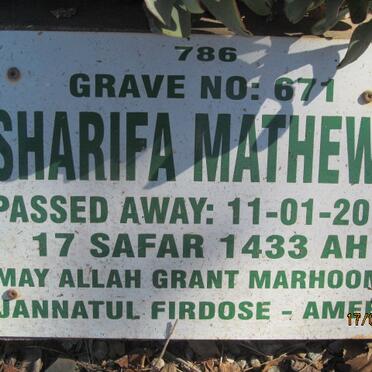 786
GRAVE NO: 671
SHARIFA MATHEW
PASSED AWAY: 11-01-20
17 SAFAR 1433 AH
MAY ALLAH GRANT MARHOOM
JANNATUL FIRDOSE - AME
17